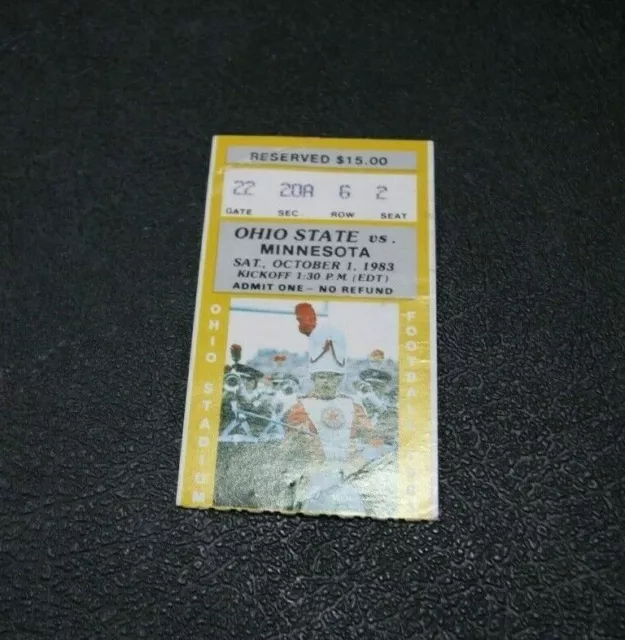 RESERVED $15.00
22 20A 6 2
GATE SEC. ROW SEAT
OHIO STATE vs.
MINNESOTA
SAT., OCTOBER 1, 1983
KICKOFF 1:30 P.M. (EDT)
ADMIT ONE – NO REFUND
OHIO STADIUM
FOOTBALL